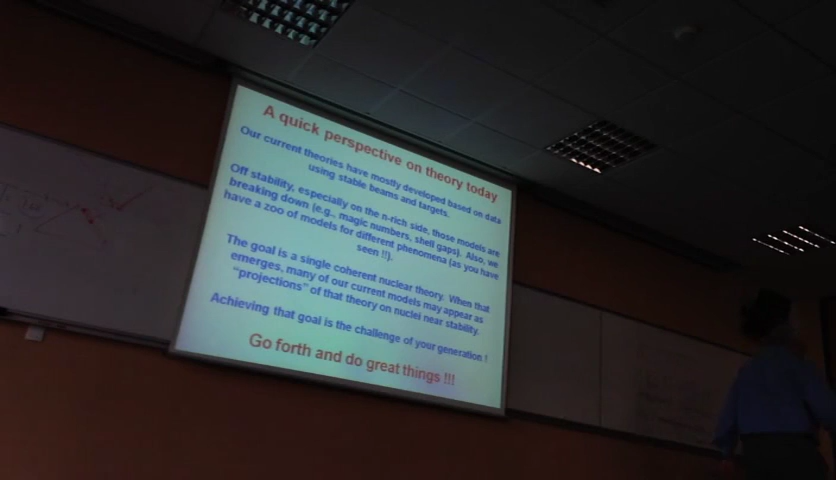 A quick perspective on theory today
Our current theories have mostly developed based on data
using stable beams and targets.
Off stability, especially on the n-rich side, those models are
breaking down (e.g., magic numbers, shell gaps). Also, we
have a zoo of models for different phenomena (as you have
seen !!).
The goal is a single coherent nuclear theory. When that
emerges, many of our current models may appear as
"projections" of that theory on nuclei near stability.
Achieving that goal is the challenge of your generation !
Go forth and do great things !!!